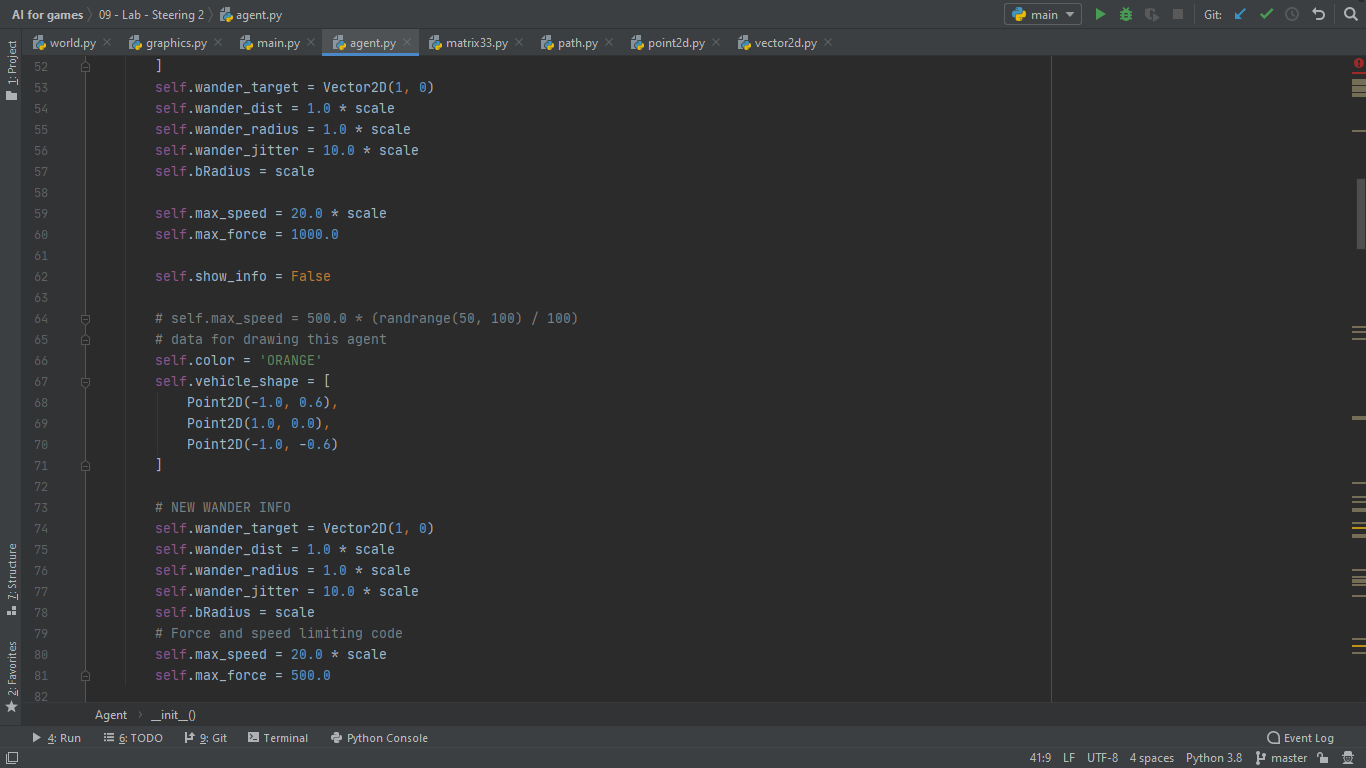 AI for games 09 - Lab - Steering 2 agent.py main Git:
world.py graphics.py main.py agent.py matrix33.py path.py point2d.py vector2d.py
1: Project
7: Structure
2: Favorites
52 ]
53 self.wander_target = Vector2D(1, 0)
54 self.wander_dist = 1.0 * scale
55 self.wander_radius = 1.0 * scale
56 self.wander_jitter = 10.0 * scale
57 self.bRadius = scale
58
59 self.max_speed = 20.0 * scale
60 self.max_force = 1000.0
61
62 self.show_info = False
63
64 # self.max_speed = 500.0 * (randrange(50, 100) / 100)
65 # data for drawing this agent
66 self.color = 'ORANGE'
67 self.vehicle_shape = [
68 Point2D(-1.0, 0.6),
69 Point2D(1.0, 0.0),
70 Point2D(-1.0, -0.6)
71 ]
72
73 # NEW WANDER INFO
74 self.wander_target = Vector2D(1, 0)
75 self.wander_dist = 1.0 * scale
76 self.wander_radius = 1.0 * scale
77 self.wander_jitter = 10.0 * scale
78 self.bRadius = scale
79 # Force and speed limiting code
80 self.max_speed = 20.0 * scale
81 self.max_force = 500.0
82
Agent __init__()
4: Run 6: TODO 9: Git Terminal Python Console Event Log
41:9 LF UTF-8 4 spaces Python 3.8 master